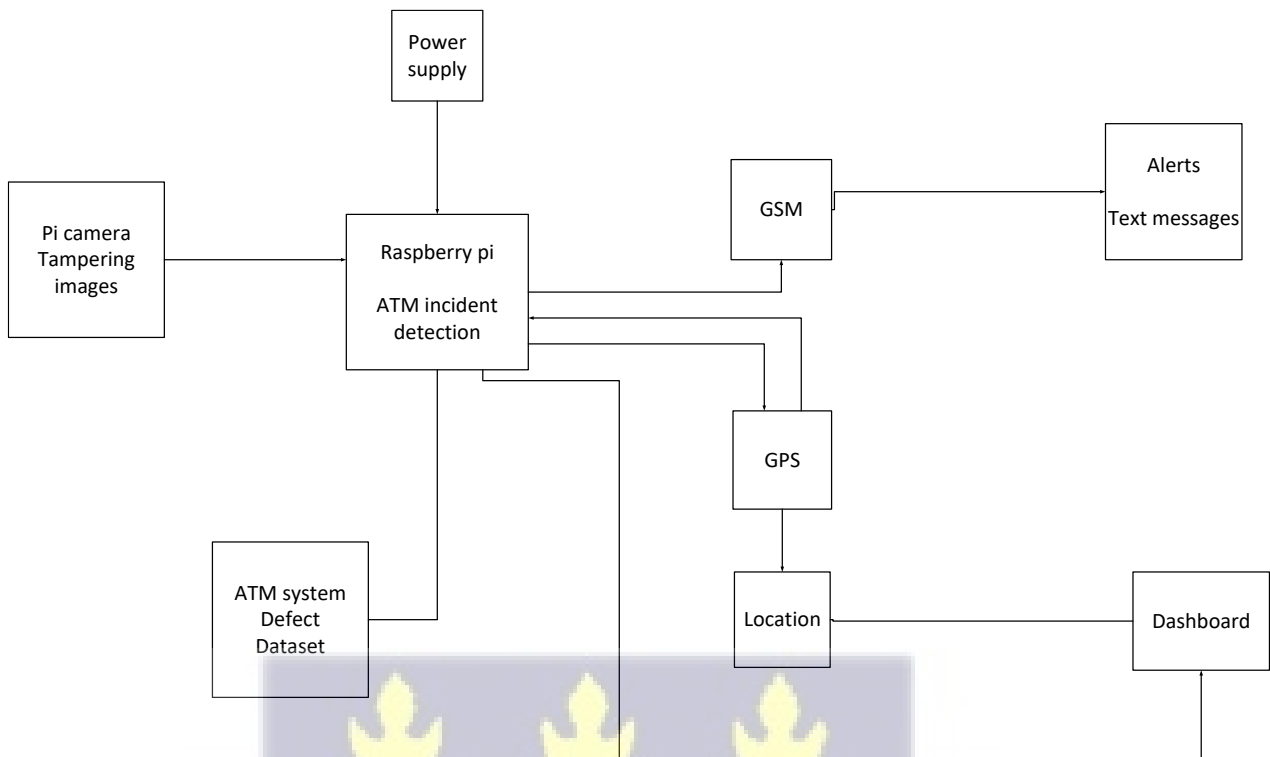 Power
supply
Pi camera
Tampering
images
Raspberry pi
ATM incident
detection
GSM
Alerts
Text messages
GPS
ATM system
Defect
Dataset
Location
Dashboard